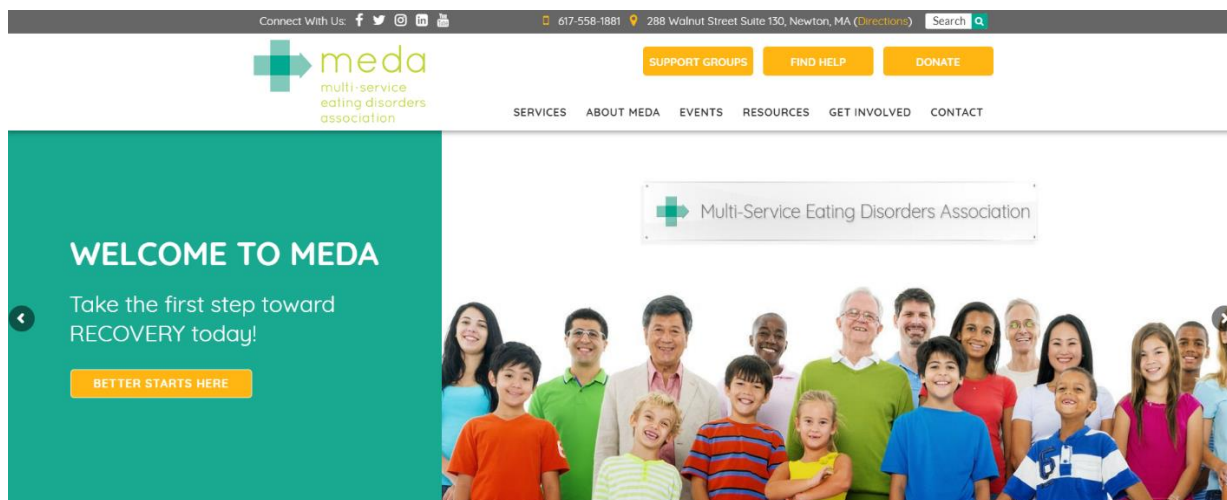 Connect With Us:
617-558-1881 288 Walnut Street Suite 130, Newton, MA (Directions) Search
meda
multi-service
eating disorders
association
SUPPORT GROUPS FIND HELP DONATE
SERVICES ABOUT MEDA EVENTS RESOURCES GET INVOLVED CONTACT
Multi-Service Eating Disorders Association
WELCOME TO MEDA
Take the first step toward
RECOVERY today!
BETTER STARTS HERE